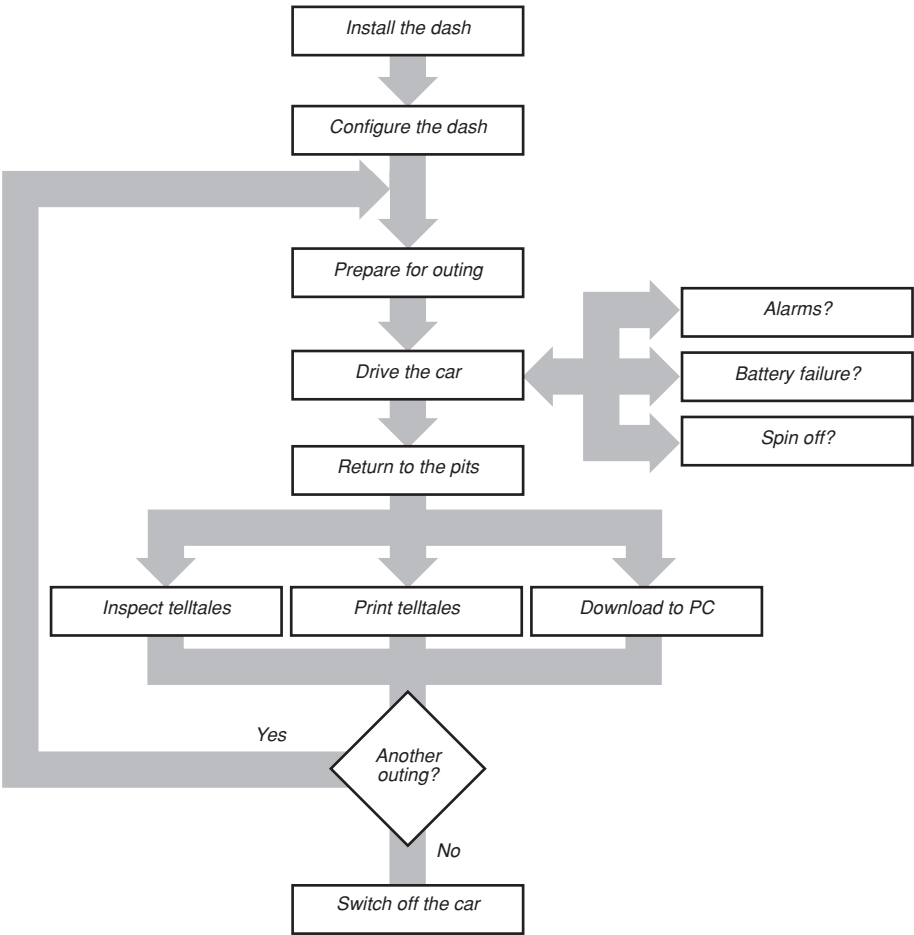 Install the dash
Configure the dash
Prepare for outing
Alarms?
Drive the car
Battery failure?
Spin off?
Return to the pits
Inspect telltales
Print telltales
Download to PC
Yes
Another
outing?
No
Switch off the car